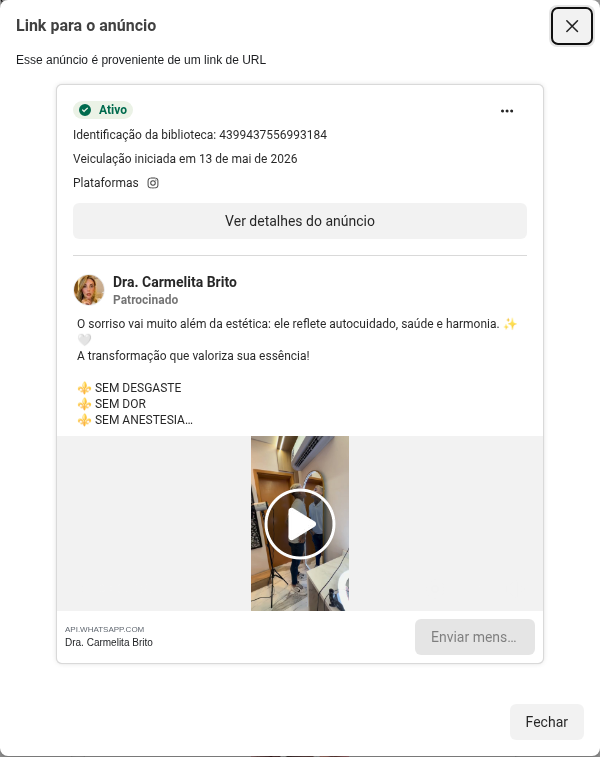 Link para o anúncio
Esse anúncio é proveniente de um link de URL
Ativo
Identificação da biblioteca: 4399437556993184
Veiculação iniciada em 13 de mai de 2026
Plataformas
Ver detalhes do anúncio
Dra. Carmelita Brito
Patrocinado
O sorriso vai muito além da estética: ele reflete autocuidado, saúde e harmonia. ✨
🤍
A transformação que valoriza sua essência!
⚜️ SEM DESGASTE
⚜️ SEM DOR
⚜️ SEM ANESTESIA…
API.WHATSAPP.COM
Dra. Carmelita Brito
Enviar mens…
Fechar